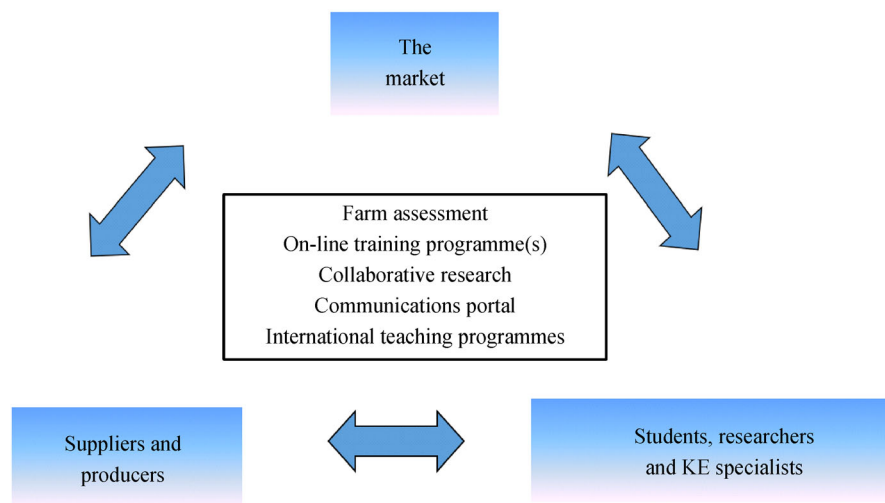 The
market
Farm assessment
On-line training programme(s)
Collaborative research
Communications portal
International teaching programmes
Suppliers and
producers
Students, researchers
and KE specialists